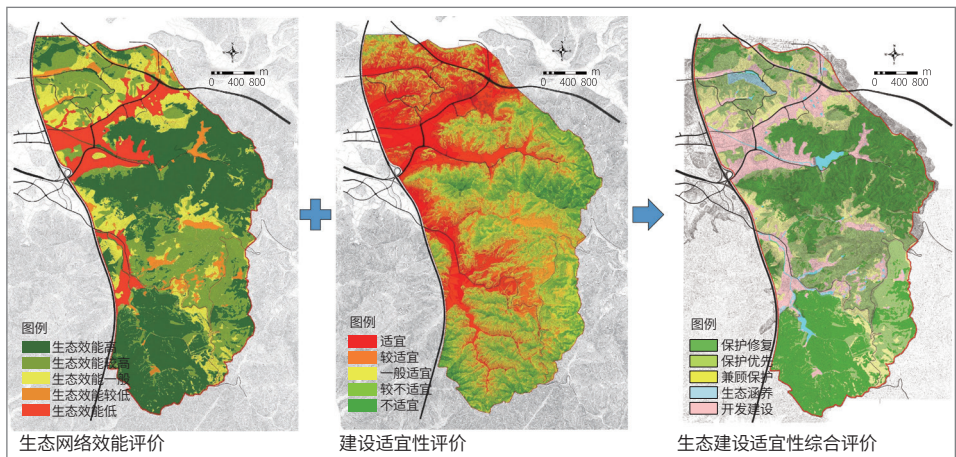 m
0 400 800
m
0 400 800
m
0 400 800
图例
生态效能高
生态效能较高
生态效能一般
生态效能较低
生态效能低
生态网络效能评价
图例
适宜
较适宜
一般适宜
较不适宜
不适宜
建设适宜性评价
图例
保护修复
保护优先
兼顾保护
生态涵养
开发建设
生态建设适宜性综合评价